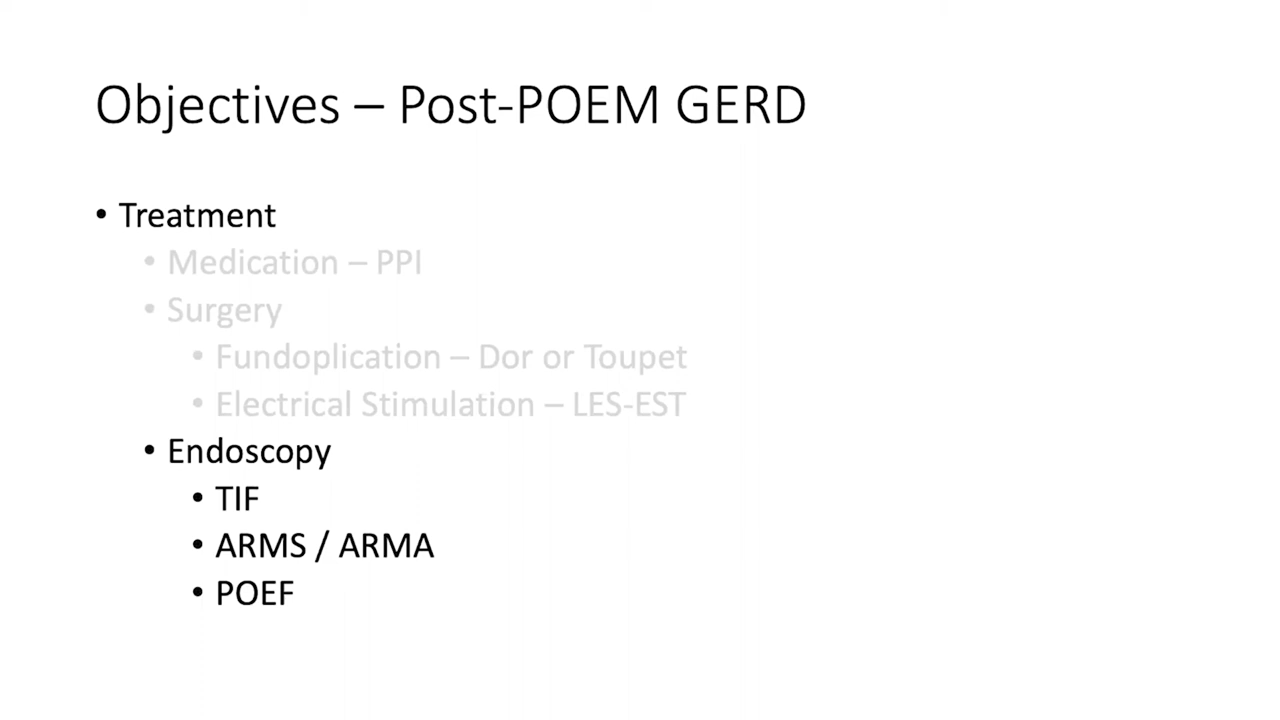 Objectives – Post-POEM GERD
• Treatment
• Medication – PPI
• Surgery
• Fundoplication – Dor or Toupet
• Electrical Stimulation – LES-EST
• Endoscopy
• TIF
• ARMS / ARMA
• POEF